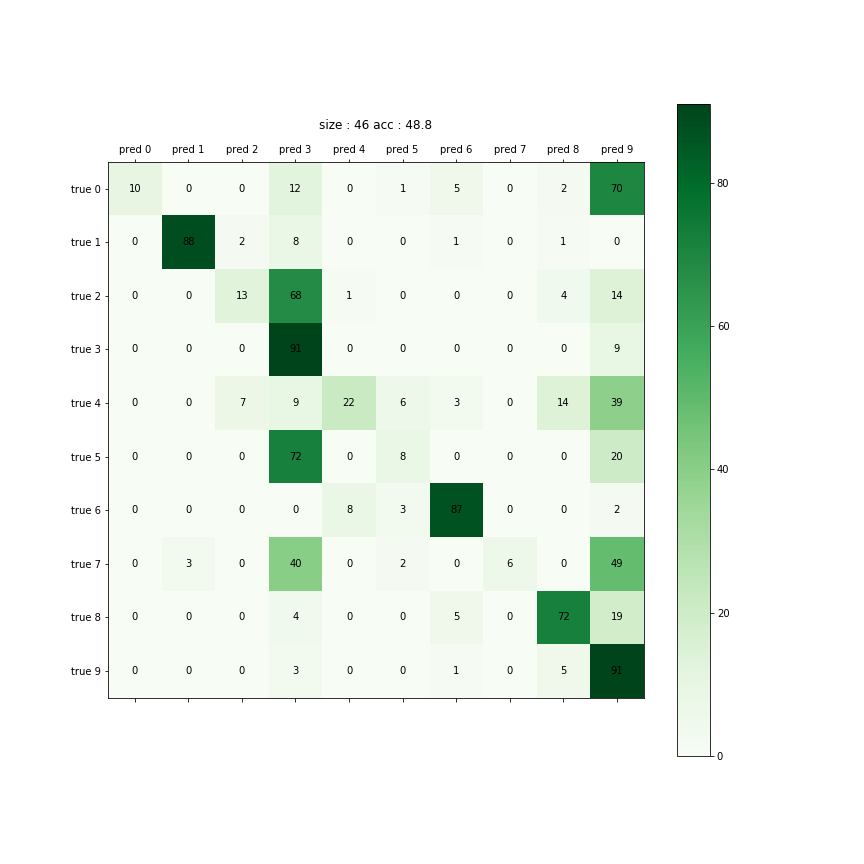 size : 46 acc : 48.8
pred 0 pred 1 pred 2 pred 3 pred 4 pred 5 pred 6 pred 7 pred 8 pred 9
true 0 10 0 0 12 0 1 5 0 2 70
true 1 0 88 2 8 0 0 1 0 1 0
true 2 0 0 13 68 1 0 0 0 4 14
true 3 0 0 0 91 0 0 0 0 0 9
true 4 0 0 7 9 22 6 3 0 14 39
true 5 0 0 0 72 0 8 0 0 0 20
true 6 0 0 0 0 8 3 87 0 0 2
true 7 0 3 0 40 0 2 0 6 0 49
true 8 0 0 0 4 0 0 5 0 72 19
true 9 0 0 0 3 0 0 1 0 5 91
80
60
40
20
0